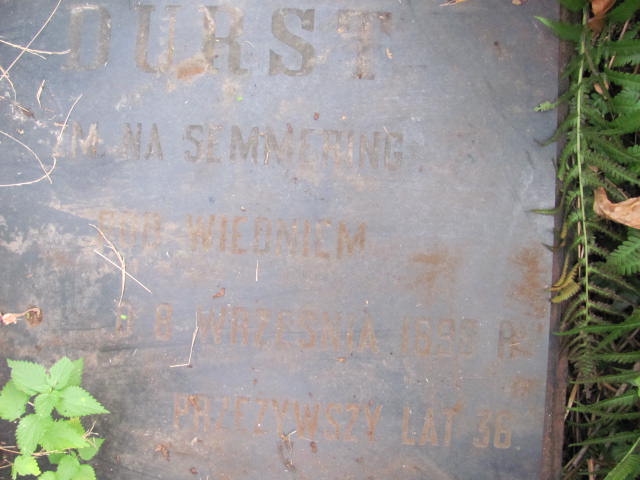 DURST
ZM. NA SEMMERING
POD WIEDNIEM
D 8 WRZEŚNIA R.
PRZEŻYWSZY LAT 36